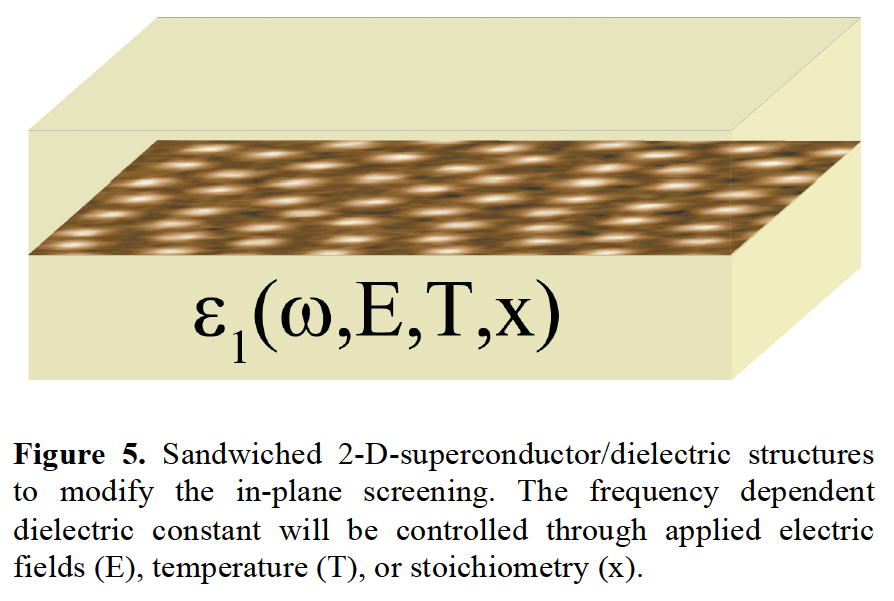 ε₁(ω,E,T,x)
Figure 5. Sandwiched 2-D-superconductor/dielectric structures
to modify the in-plane screening. The frequency dependent
dielectric constant will be controlled through applied electric
fields (E), temperature (T), or stoichiometry (x).